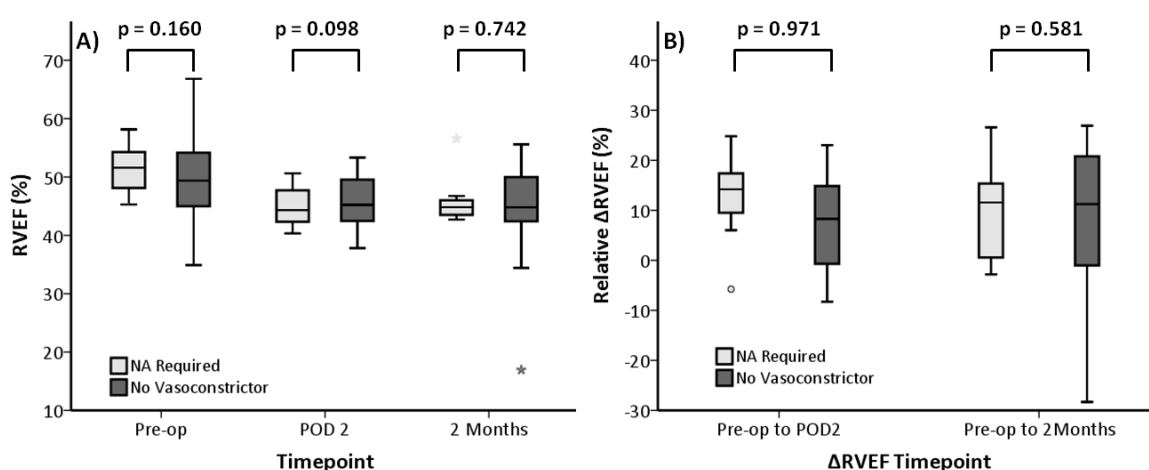 A)
p = 0.160
p = 0.098
p = 0.742
RVEF (%)
70
60
50
40
30
20
10
NA Required
No Vasoconstrictor
Pre-op
POD 2
2 Months
Timepoint
B)
p = 0.971
p = 0.581
Relative ΔRVEF (%)
40
30
20
10
0
-10
-20
-30
NA Required
No Vasoconstrictor
Pre-op to POD2
Pre-op to 2Months
ΔRVEF Timepoint